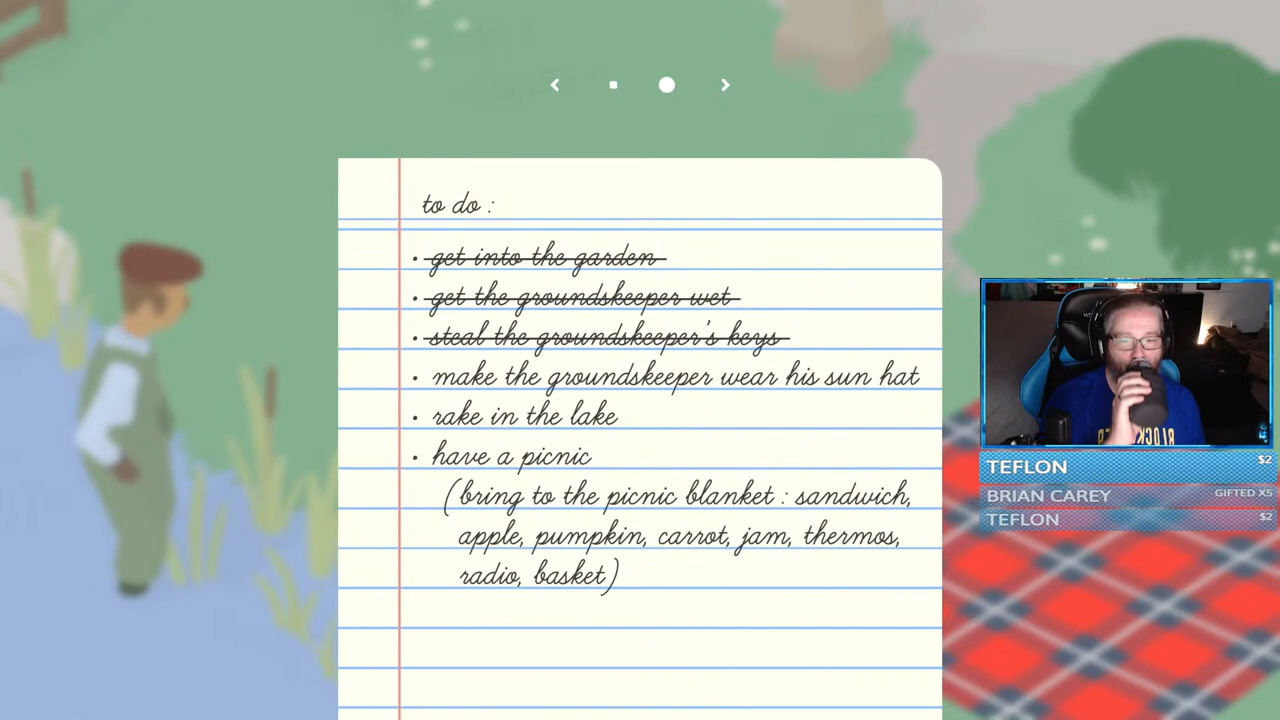 to do :
• get into the garden
• get the groundskeeper wet
• steal the groundskeeper's keys
• make the groundskeeper wear his sun hat
• rake in the lake
• have a picnic
(bring to the picnic blanket : sandwich,
apple, pumpkin, carrot, jam, thermos,
radio, basket)
TEFLON $2
BRIAN CAREY GIFTED X5
TEFLON $2